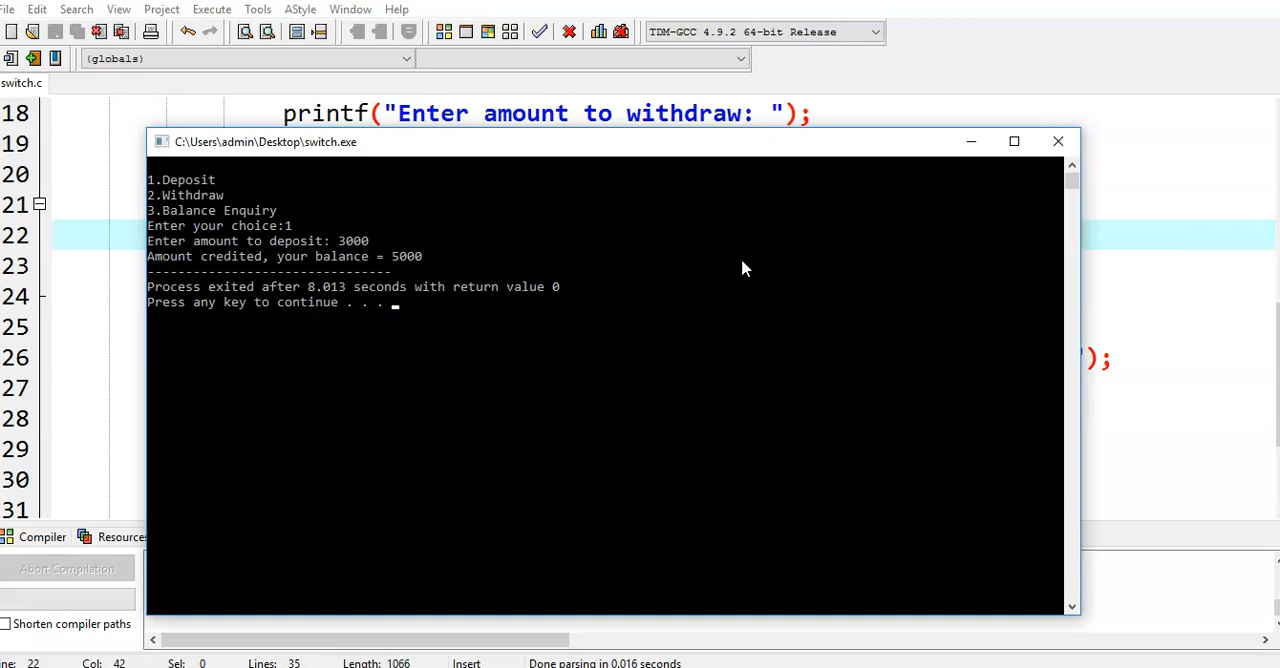 File Edit Search View Project Execute Tools AStyle Window Help
TDM-GCC 4.9.2 64-bit Release
(globals)
switch.c
18 printf("Enter amount to withdraw: ");
C:\Users\admin\Desktop\switch.exe
19
1.Deposit
20
2.Withdraw
21
3.Balance Enquiry
Enter your choice:1
22
Enter amount to deposit: 3000
Amount credited, your balance = 5000
23
--------------------------------
Process exited after 8.013 seconds with return value 0
24
Press any key to continue . . .
25
26 ");
27
28
29
30
31
Compiler Resources
Abort Compilation
Shorten compiler paths
ine: 22 Col: 42 Sel: 0 Lines: 35 Length: 1066 Insert Done parsing in 0.016 seconds